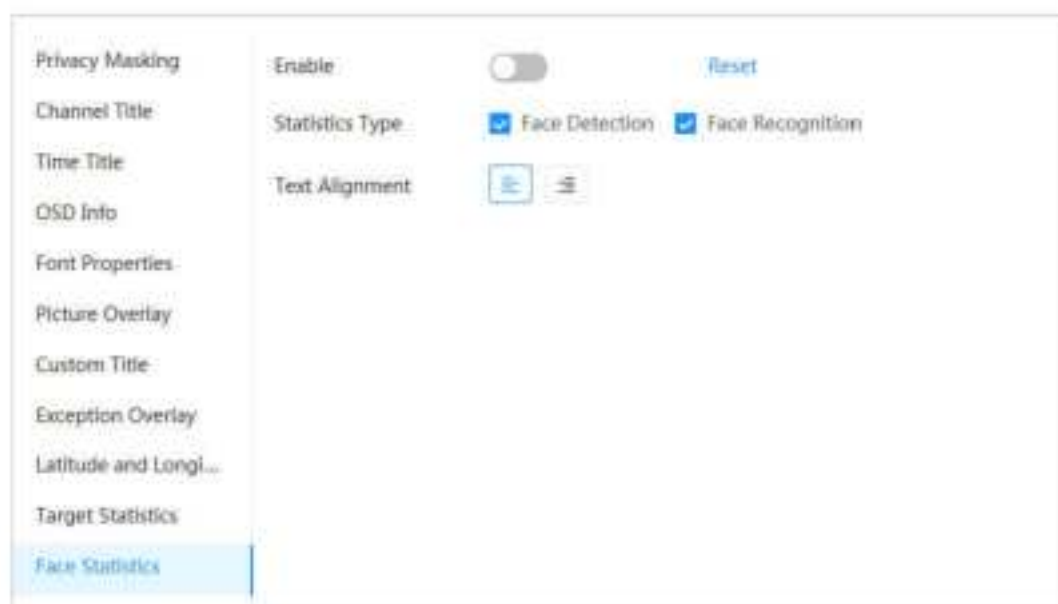 Privacy Masking
Channel Title
Time Title
OSD Info
Font Properties
Picture Overlay
Custom Title
Exception Overlay
Latitude and Longi...
Target Statistics
Face Statistics
Enable Reset
Statistics Type Face Detection Face Recognition
Text Alignment